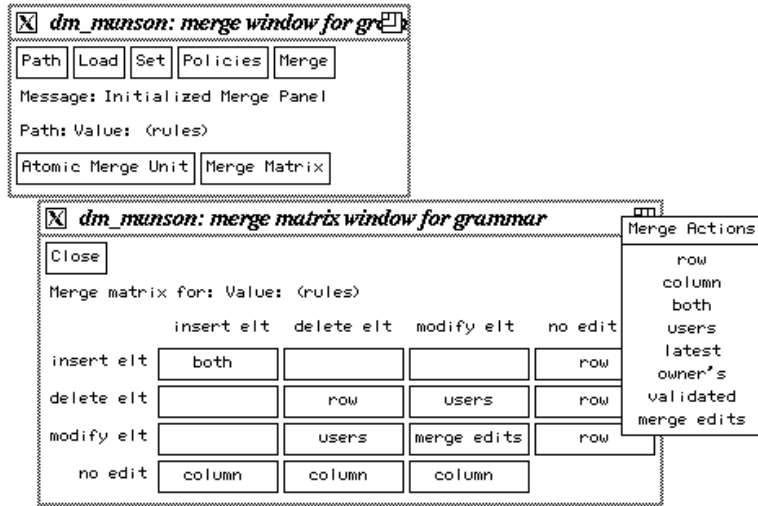 dm_munson: merge window for gra
Path Load Set Policies Merge
Message: Initialized Merge Panel
Path: Value: (rules)
Atomic Merge Unit Merge Matrix
dm_munson: merge matrix window for grammar
Close
Merge matrix for: Value: (rules)
insert elt delete elt modify elt no edit
insert elt both row
delete elt row users row
modify elt users merge edits row
no edit column column column
Merge Actions
row
column
both
users
latest
owner's
validated
merge edits